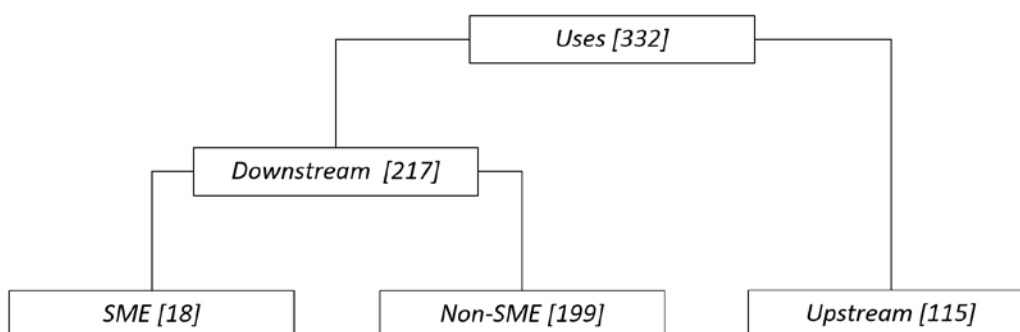 Uses [332]
Downstream [217]
SME [18]
Non-SME [199]
Upstream [115]